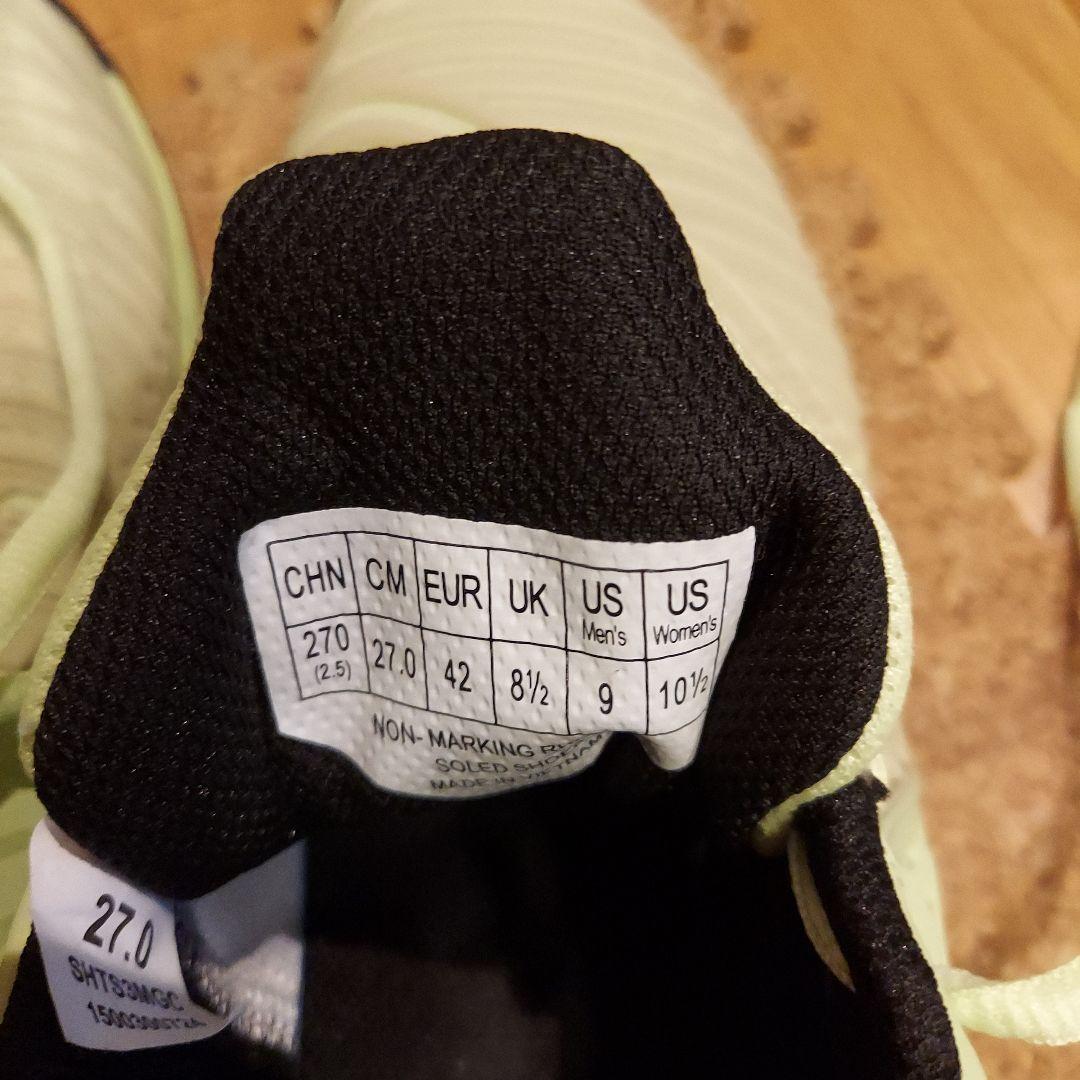 CHN CM EUR UK US Men's US Women's
270 (2.5) 27.0 42 8½ 9 10½
NON-MARKING
SOLED
MADE IN VIETNAM
27.0
SHTS3MGC